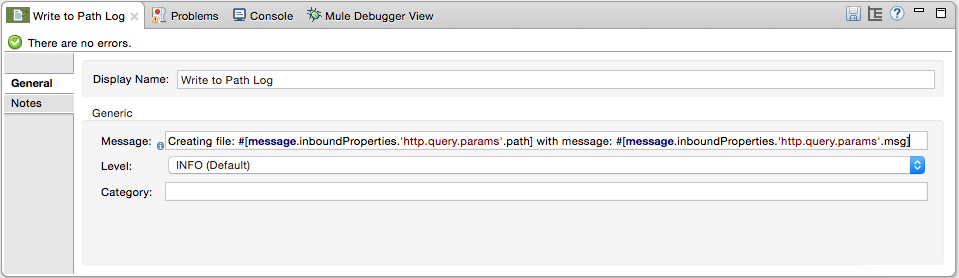 Write to Path Log Problems Console Mule Debugger View
There are no errors.
General
Notes
Display Name: Write to Path Log
Generic
Message: Creating file: #[message.inboundProperties.'http.query.params'.path] with message: #[message.inboundProperties.'http.query.params'.msg]
Level: INFO (Default)
Category: